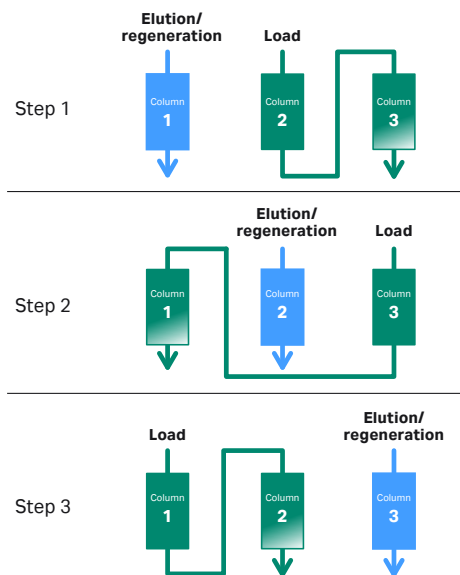 Elution/
regeneration
Load
Step 1
Column
1
Column
2
Column
3
Elution/
regeneration
Load
Step 2
Column
1
Column
2
Column
3
Load
Elution/
regeneration
Step 3
Column
1
Column
2
Column
3